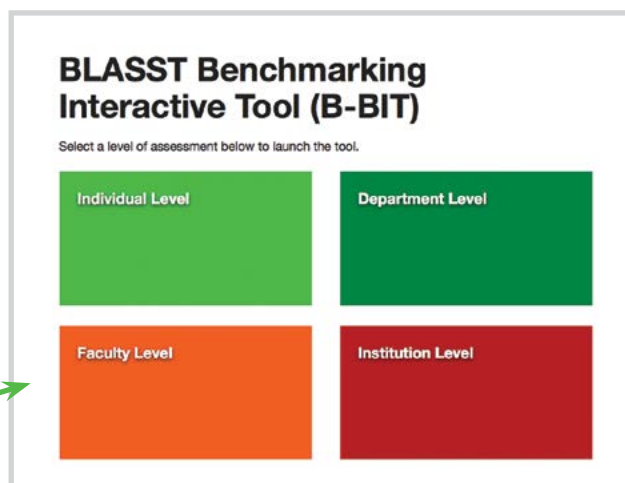 BLASST Benchmarking
Interactive Tool (B-BIT)
Select a level of assessment below to launch the tool.
Individual Level
Department Level
Faculty Level
Institution Level